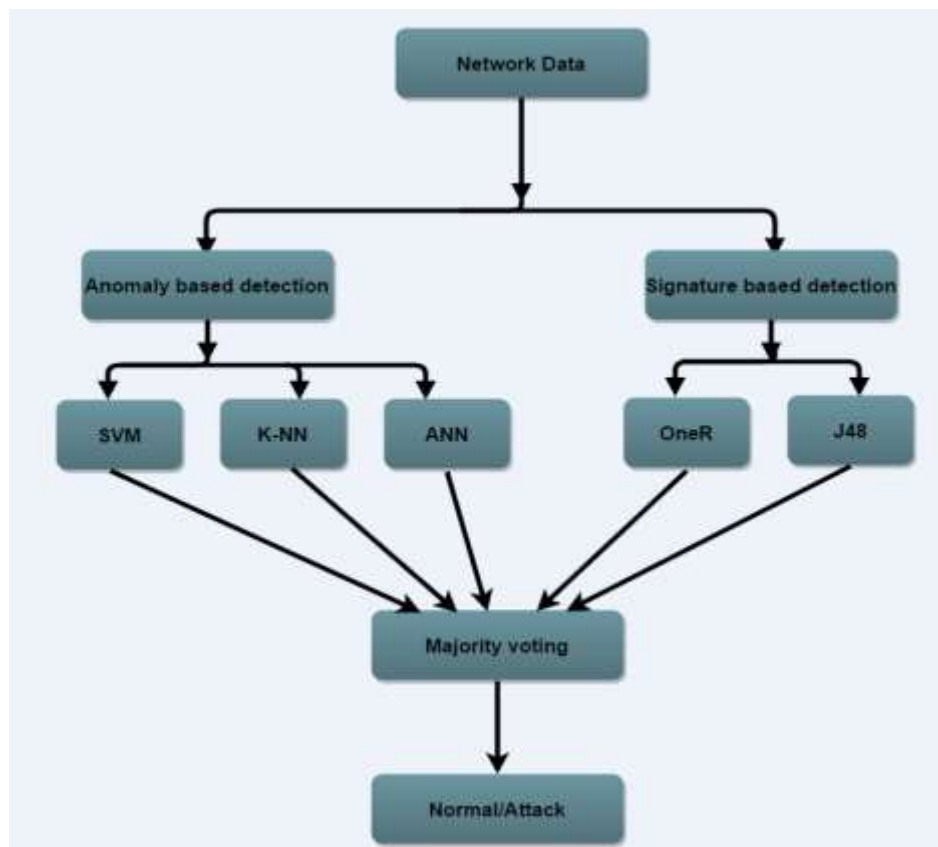 Network Data
Anomaly based detection
Signature based detection
SVM
K-NN
ANN
OneR
J48
Majority voting
Normal/Attack